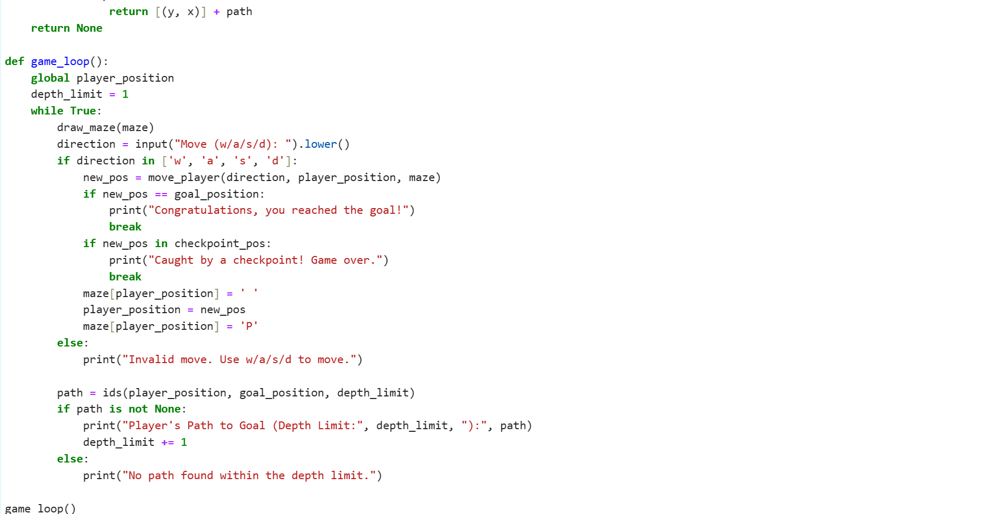 return [(y, x)] + path
    return None

def game_loop():
    global player_position
    depth_limit = 1
    while True:
        draw_maze(maze)
        direction = input("Move (w/a/s/d): ").lower()
        if direction in ['w', 'a', 's', 'd']:
            new_pos = move_player(direction, player_position, maze)
            if new_pos == goal_position:
                print("Congratulations, you reached the goal!")
                break
            if new_pos in checkpoint_pos:
                print("Caught by a checkpoint! Game over.")
                break
            maze[player_position] = ' '
            player_position = new_pos
            maze[player_position] = 'P'
        else:
            print("Invalid move. Use w/a/s/d to move.")

        path = ids(player_position, goal_position, depth_limit)
        if path is not None:
            print("Player's Path to Goal (Depth Limit:", depth_limit, "):", path)
            depth_limit += 1
        else:
            print("No path found within the depth limit.")

game_loop()